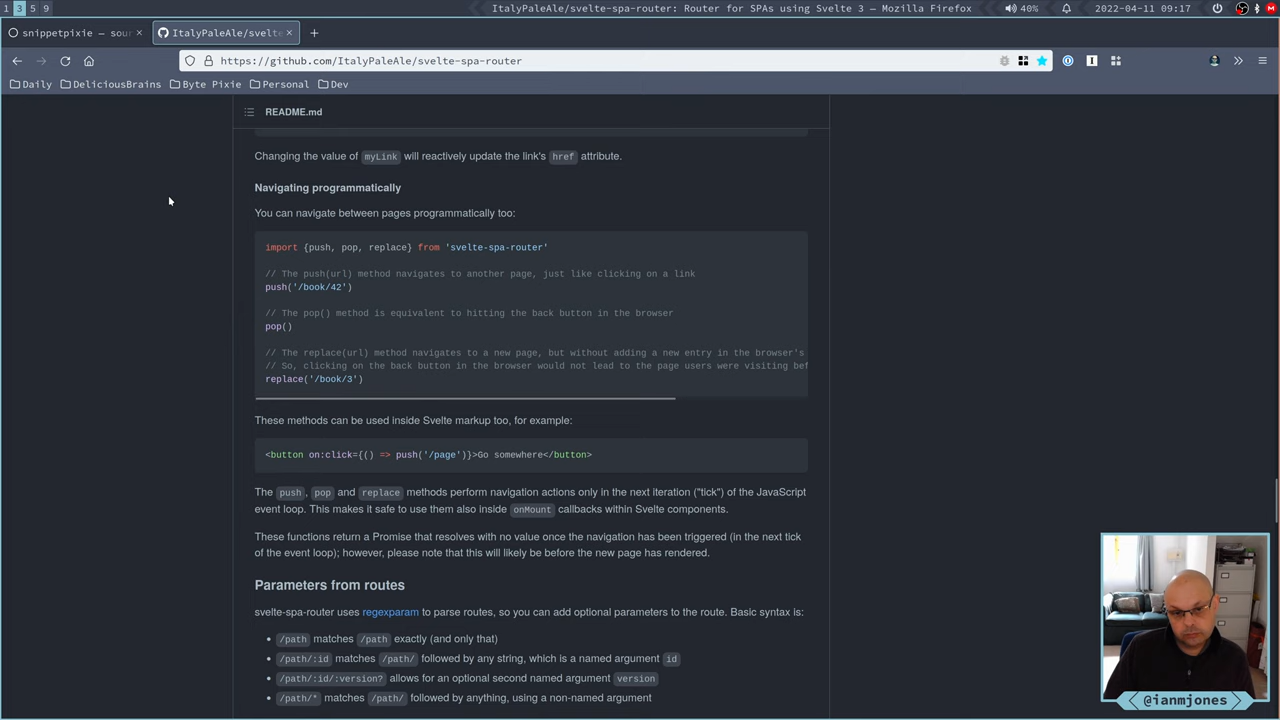 1 3 5 9
ItalyPaleAle/svelte-spa-router: Router for SPAs using Svelte 3 — Mozilla Firefox
40%
2022-04-11 09:17
snippetpixie — sour
ItalyPaleAle/svelte
https://github.com/ItalyPaleAle/svelte-spa-router
Daily DeliciousBrains Byte Pixie Personal Dev
README.md
Changing the value of myLink will reactively update the link's href attribute.
Navigating programmatically
You can navigate between pages programmatically too:
import {push, pop, replace} from 'svelte-spa-router'
// The push(url) method navigates to another page, just like clicking on a link
push('/book/42')
// The pop() method is equivalent to hitting the back button in the browser
pop()
// The replace(url) method navigates to a new page, but without adding a new entry in the browser's
// So, clicking on the back button in the browser would not lead to the page users were visiting bef
replace('/book/3')
These methods can be used inside Svelte markup too, for example:
<button on:click={() => push('/page')}>Go somewhere</button>
The push, pop and replace methods perform navigation actions only in the next iteration ("tick") of the JavaScript
event loop. This makes it safe to use them also inside onMount callbacks within Svelte components.
These functions return a Promise that resolves with no value once the navigation has been triggered (in the next tick
of the event loop); however, please note that this will likely be before the new page has rendered.
Parameters from routes
svelte-spa-router uses regexparam to parse routes, so you can add optional parameters to the route. Basic syntax is:
• /path matches /path exactly (and only that)
• /path/:id matches /path/ followed by any string, which is a named argument id
• /path/:id/:version? allows for an optional second named argument version
• /path/* matches /path/ followed by anything, using a non-named argument
@ianmjones